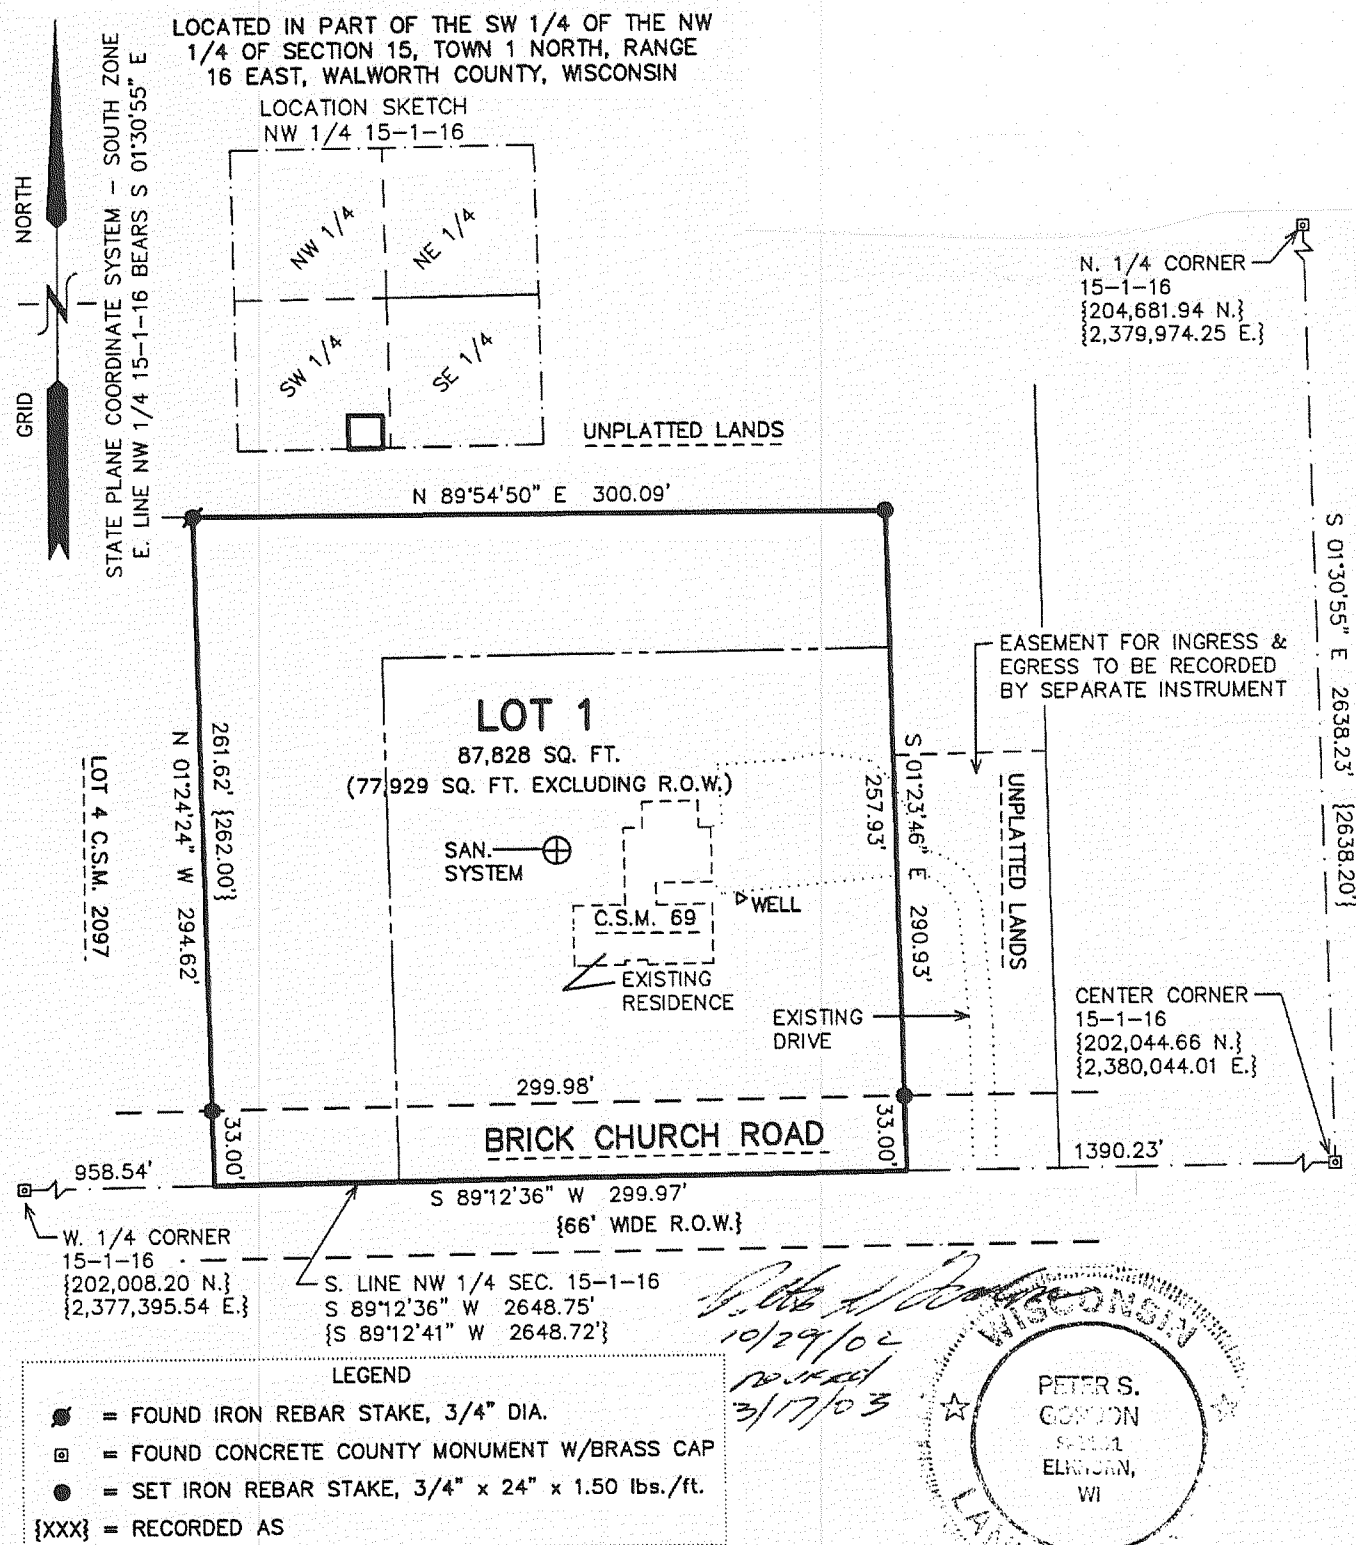 LOCATED IN PART OF THE SW 1/4 OF THE NW
1/4 OF SECTION 15, TOWN 1 NORTH, RANGE
16 EAST, WALWORTH COUNTY, WISCONSIN
LOCATION SKETCH
NW 1/4 15-1-16
NORTH
GRID
STATE PLANE COORDINATE SYSTEM - SOUTH ZONE
E. LINE NW 1/4 15-1-16 BEARS S 01°30'55" E
NW 1/4
NE 1/4
SW 1/4
SE 1/4
UNPLATTED LANDS
N. 1/4 CORNER
15-1-16
{204,681.94 N.}
{2,379,974.25 E.}
N 89°54'50" E 300.09'
S 01°30'55" E 2638.23' {2638.20'}
EASEMENT FOR INGRESS &
EGRESS TO BE RECORDED
BY SEPARATE INSTRUMENT
LOT 1
87,828 SQ. FT.
(77,929 SQ. FT. EXCLUDING R.O.W.)
261.62' {262.00'}
N 01°24'24" W 294.62'
LOT 4 C.S.M. 2097
257.93'
S 01°23'46" E 290.93'
UNPLATTED LANDS
SAN.
SYSTEM
WELL
C.S.M. 69
EXISTING
RESIDENCE
EXISTING
DRIVE
CENTER CORNER
15-1-16
{202,044.66 N.}
{2,380,044.01 E.}
299.98'
33.00'
BRICK CHURCH ROAD
33.00'
958.54'
1390.23'
S 89°12'36" W 299.97'
{66' WIDE R.O.W.}
W. 1/4 CORNER
15-1-16
{202,008.20 N.}
{2,377,395.54 E.}
S. LINE NW 1/4 SEC. 15-1-16
S 89°12'36" W 2648.75'
{S 89°12'41" W 2648.72'}
10/29/02
3/17/03
LEGEND
= FOUND IRON REBAR STAKE, 3/4" DIA.
= FOUND CONCRETE COUNTY MONUMENT W/BRASS CAP
= SET IRON REBAR STAKE, 3/4" x 24" x 1.50 lbs./ft.
{XXX} = RECORDED AS
WISCONSIN
PETER S.
ELKHORN,
WI